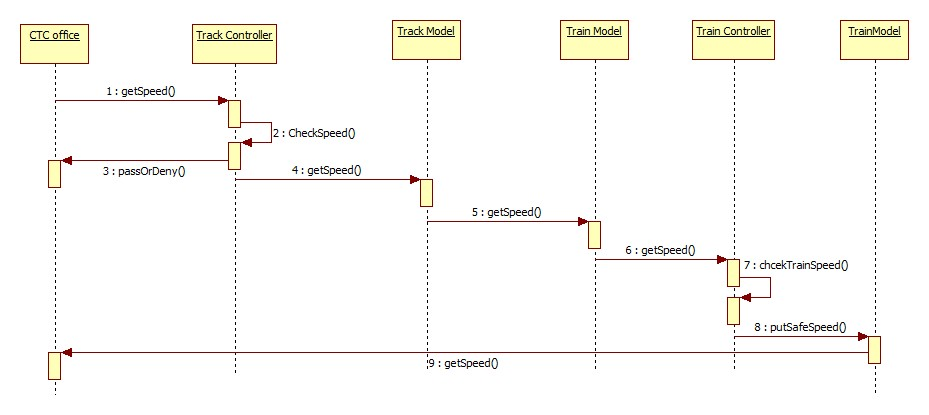 CTC office
Track Controller
Track Model
Train Model
Train Controller
TrainModel
1 : getSpeed()
2 : CheckSpeed()
3 : passOrDeny()
4 : getSpeed()
5 : getSpeed()
6 : getSpeed()
7 : chcekTrainSpeed()
8 : putSafeSpeed()
9 : getSpeed()